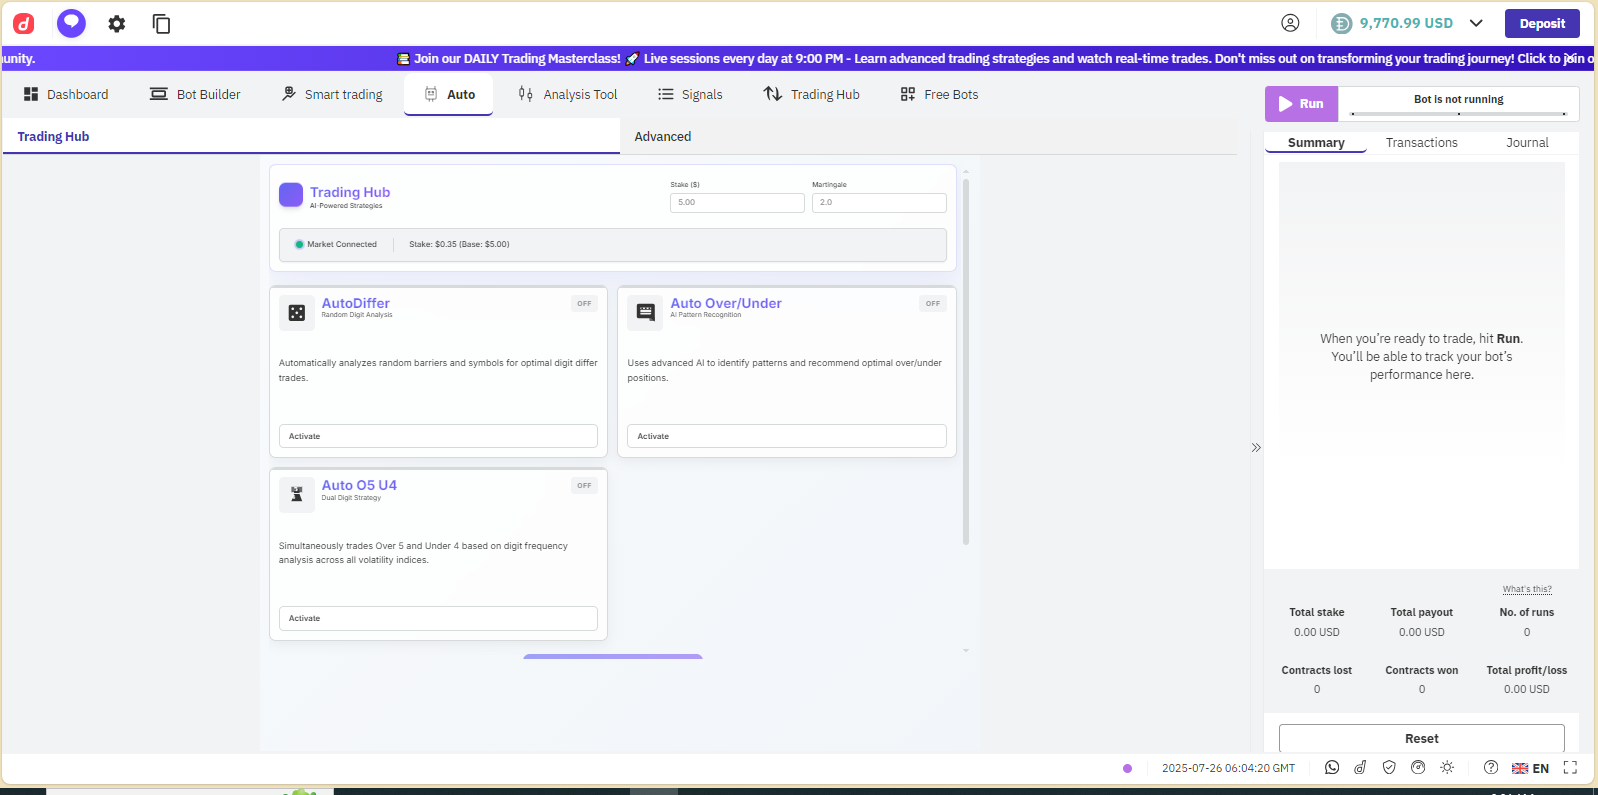 9,770.99 USD
Deposit
unity.
Join our DAILY Trading Masterclass! Live sessions every day at 9:00 PM - Learn advanced trading strategies and watch real-time trades. Don't miss out on transforming your trading journey! Click to join
Dashboard
Bot Builder
Smart trading
Auto
Analysis Tool
Signals
Trading Hub
Free Bots
Run
Bot is not running
Trading Hub
Advanced
Summary
Transactions
Journal
Trading Hub
AI-Powered Strategies
Stake ($)
5.00
Martingale
2.0
Market Connected
Stake: $0.35 (Base: $5.00)
AutoDiffer
Random Digit Analysis
OFF
Automatically analyzes random barriers and symbols for optimal digit differ
trades.
Activate
Auto Over/Under
AI Pattern Recognition
OFF
Uses advanced AI to identify patterns and recommend optimal over/under
positions.
Activate
Auto O5 U4
Dual Digit Strategy
OFF
Simultaneously trades Over 5 and Under 4 based on digit frequency
analysis across all volatility indices.
Activate
When you're ready to trade, hit Run.
You'll be able to track your bot's
performance here.
What's this?
Total stake
0.00 USD
Total payout
0.00 USD
No. of runs
0
Contracts lost
0
Contracts won
0
Total profit/loss
0.00 USD
Reset
2025-07-26 06:04:20 GMT
EN